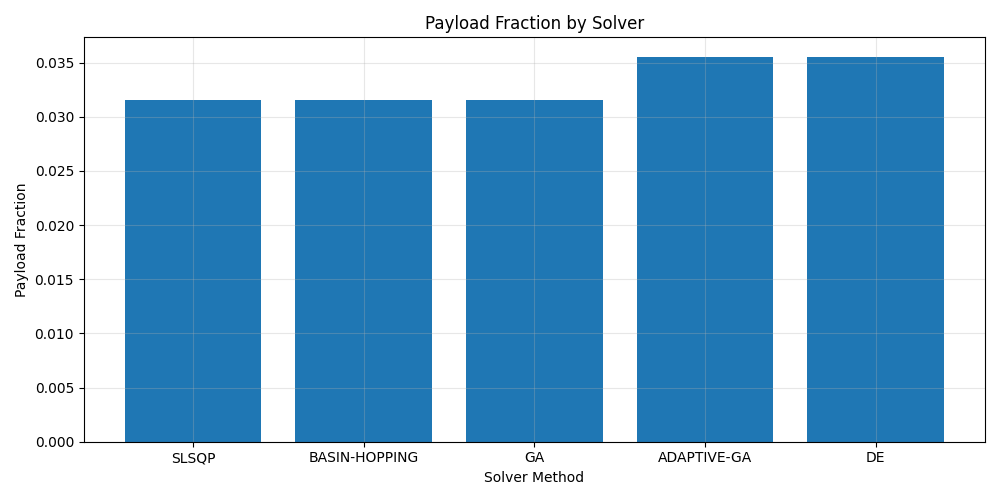 Payload Fraction by Solver
Payload Fraction
0.035
0.030
0.025
0.020
0.015
0.010
0.005
0.000
SLSQP
BASIN-HOPPING
GA
ADAPTIVE-GA
DE
Solver Method